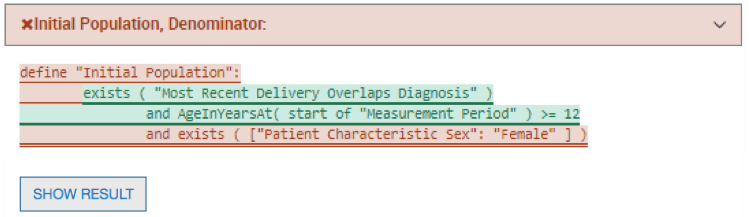 ✖Initial Population, Denominator:
define "Initial Population":
exists ( "Most Recent Delivery Overlaps Diagnosis" )
and AgeInYearsAt( start of "Measurement Period" ) >= 12
and exists ( ["Patient Characteristic Sex": "Female" ] )
SHOW RESULT